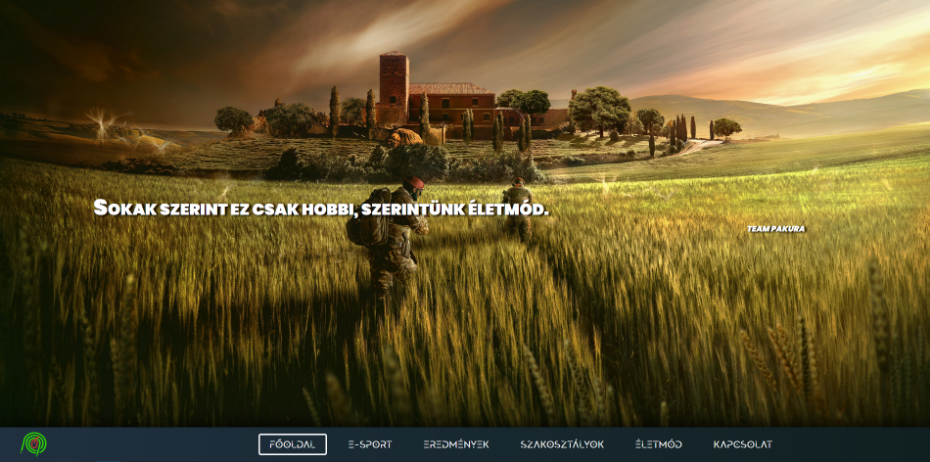 SOKAK SZERINT EZ CSAK HOBBI, SZERINTÜNK ÉLETMÓD.
TEAM PAKURA
FŐOLDAL E-SPORT EREDMÉNYEK SZAKOSZTÁLYOK ÉLETMÓD KAPCSOLAT